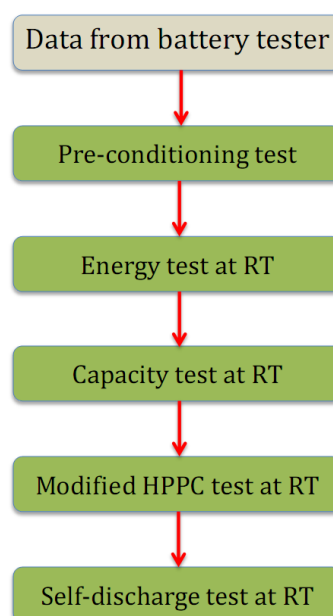 Data from battery tester
Pre-conditioning test
Energy test at RT
Capacity test at RT
Modified HPPC test at RT
Self-discharge test at RT